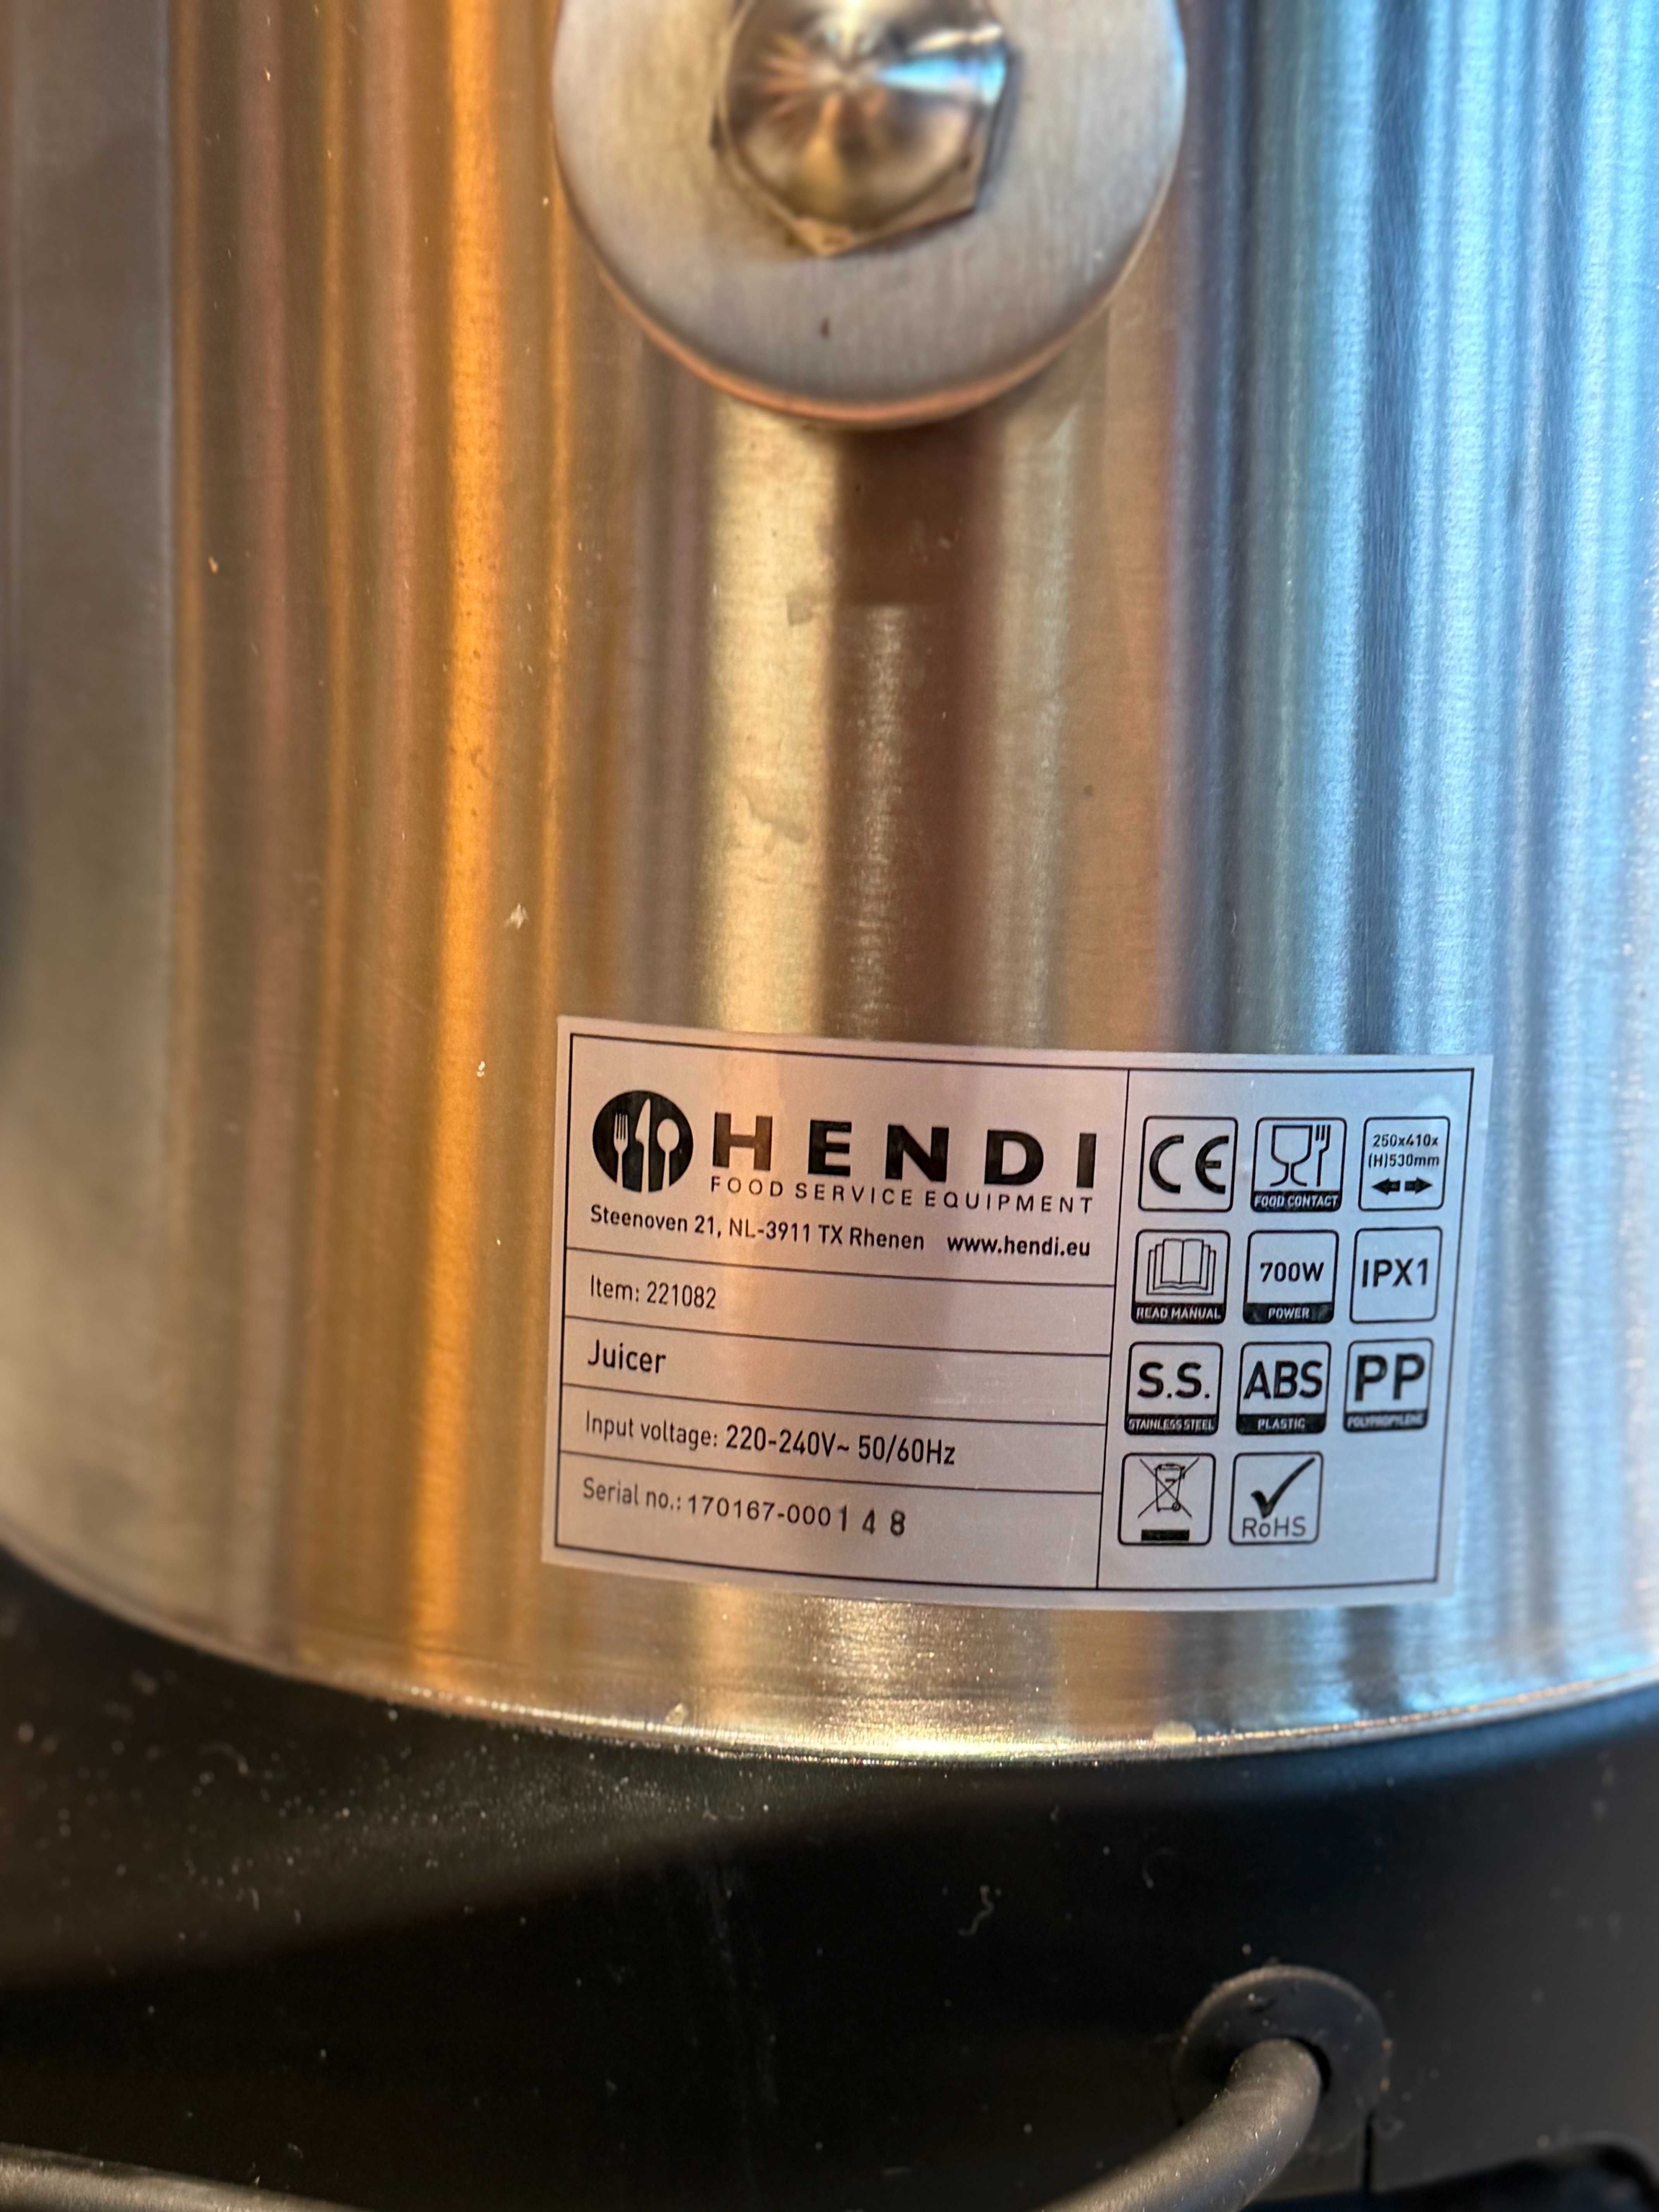 HENDI
FOOD SERVICE EQUIPMENT
Steenoven 21, NL-3911 TX Rhenen www.hendi.eu
Item: 221082
Juicer
Input voltage: 220-240V~ 50/60Hz
Serial no.: 170167-000148
CE
FOOD CONTACT
250x410x
(H)530mm
READ MANUAL
700W
POWER
IPX1
S.S.
STAINLESS STEEL
ABS
PLASTIC
PP
POLYPROPYLENE
RoHS